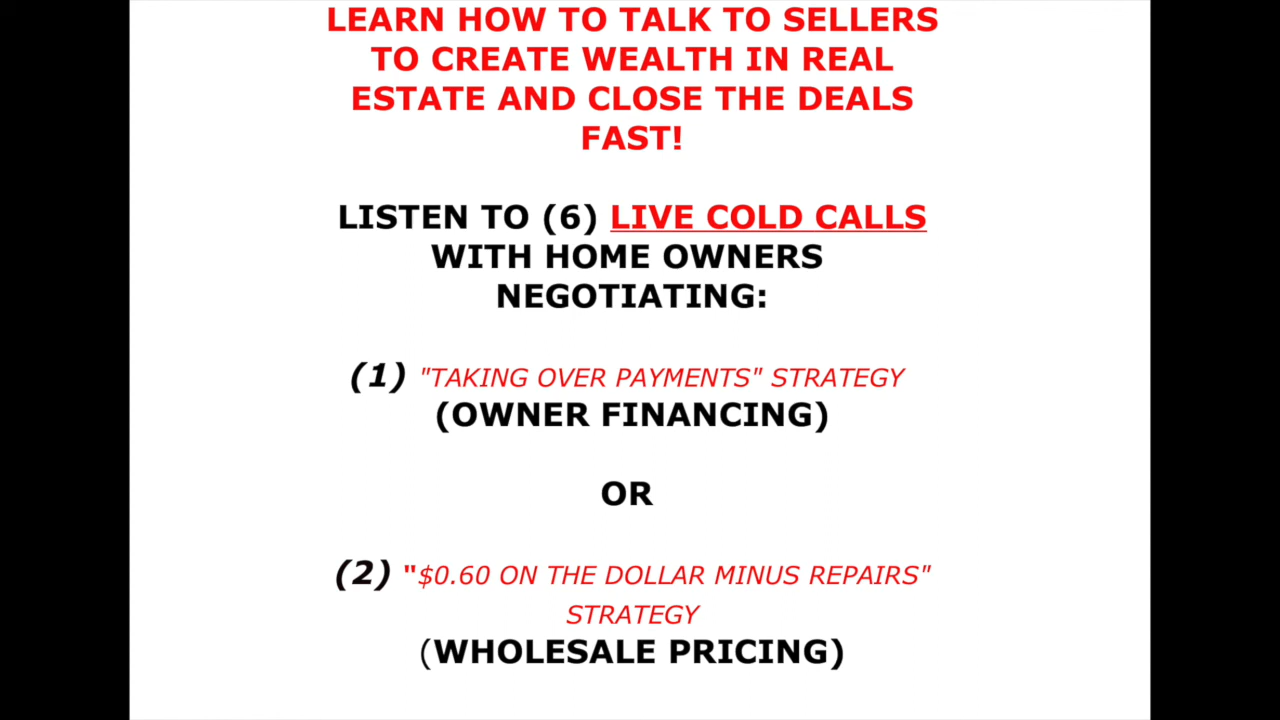 LEARN HOW TO TALK TO SELLERS
TO CREATE WEALTH IN REAL
ESTATE AND CLOSE THE DEALS
FAST!
LISTEN TO (6) LIVE COLD CALLS
WITH HOME OWNERS
NEGOTIATING:
(1) "TAKING OVER PAYMENTS" STRATEGY
(OWNER FINANCING)
OR
(2) "$0.60 ON THE DOLLAR MINUS REPAIRS"
STRATEGY
(WHOLESALE PRICING)